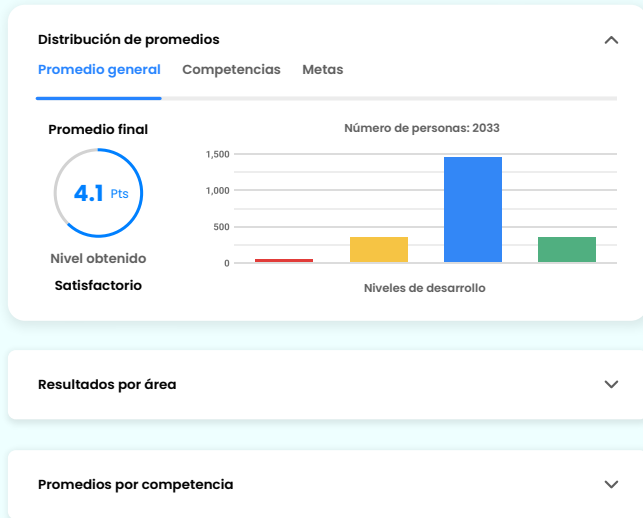 Distribución de promedios
Promedio general Competencias Metas
Promedio final
4.1 Pts
Nivel obtenido
Satisfactorio
Número de personas: 2033
1,500
1,000
500
0
Niveles de desarrollo
Resultados por área
Promedios por competencia